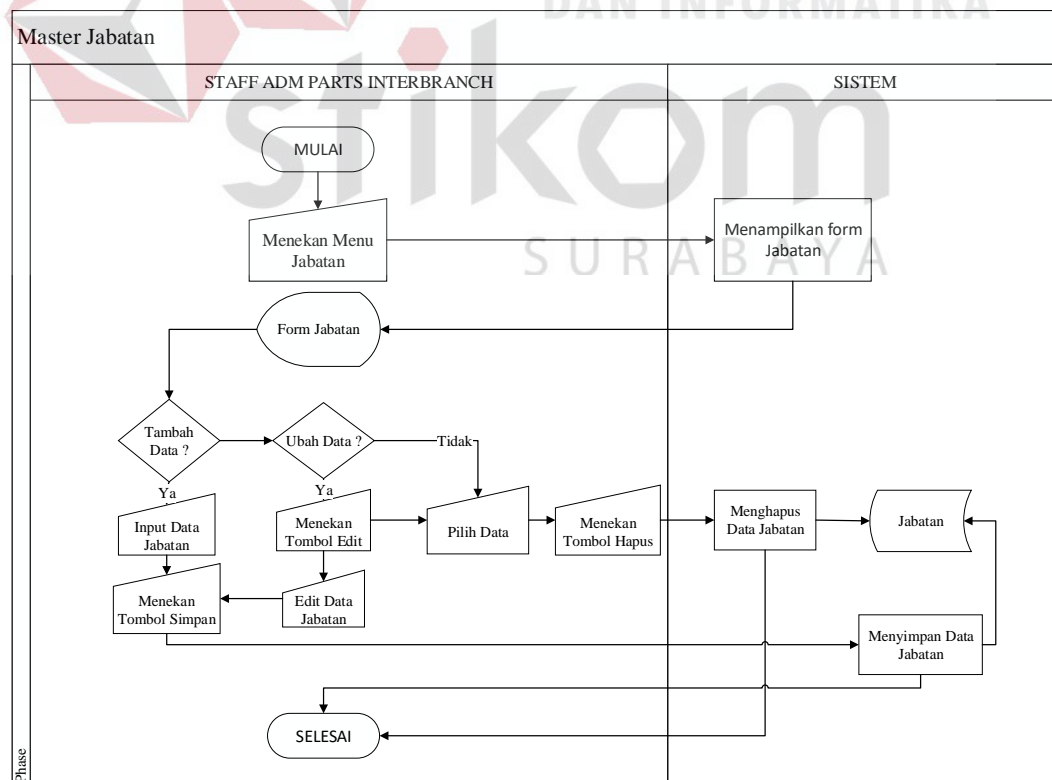 DAN INFORMATIKA
Master Jabatan
STAFF ADM PARTS INTERBRANCH
SISTEM
stikom
SURABAYA
MULAI
Menekan Menu
Jabatan
Menampilkan form
Jabatan
Form Jabatan
Tambah
Data ?
Ubah Data ?
Tidak
Ya
Ya
Input Data
Jabatan
Menekan
Tombol Edit
Pilih Data
Menekan
Tombol Hapus
Menghapus
Data Jabatan
Jabatan
Menekan
Tombol Simpan
Edit Data
Jabatan
Menyimpan Data
Jabatan
SELESAI
Phase